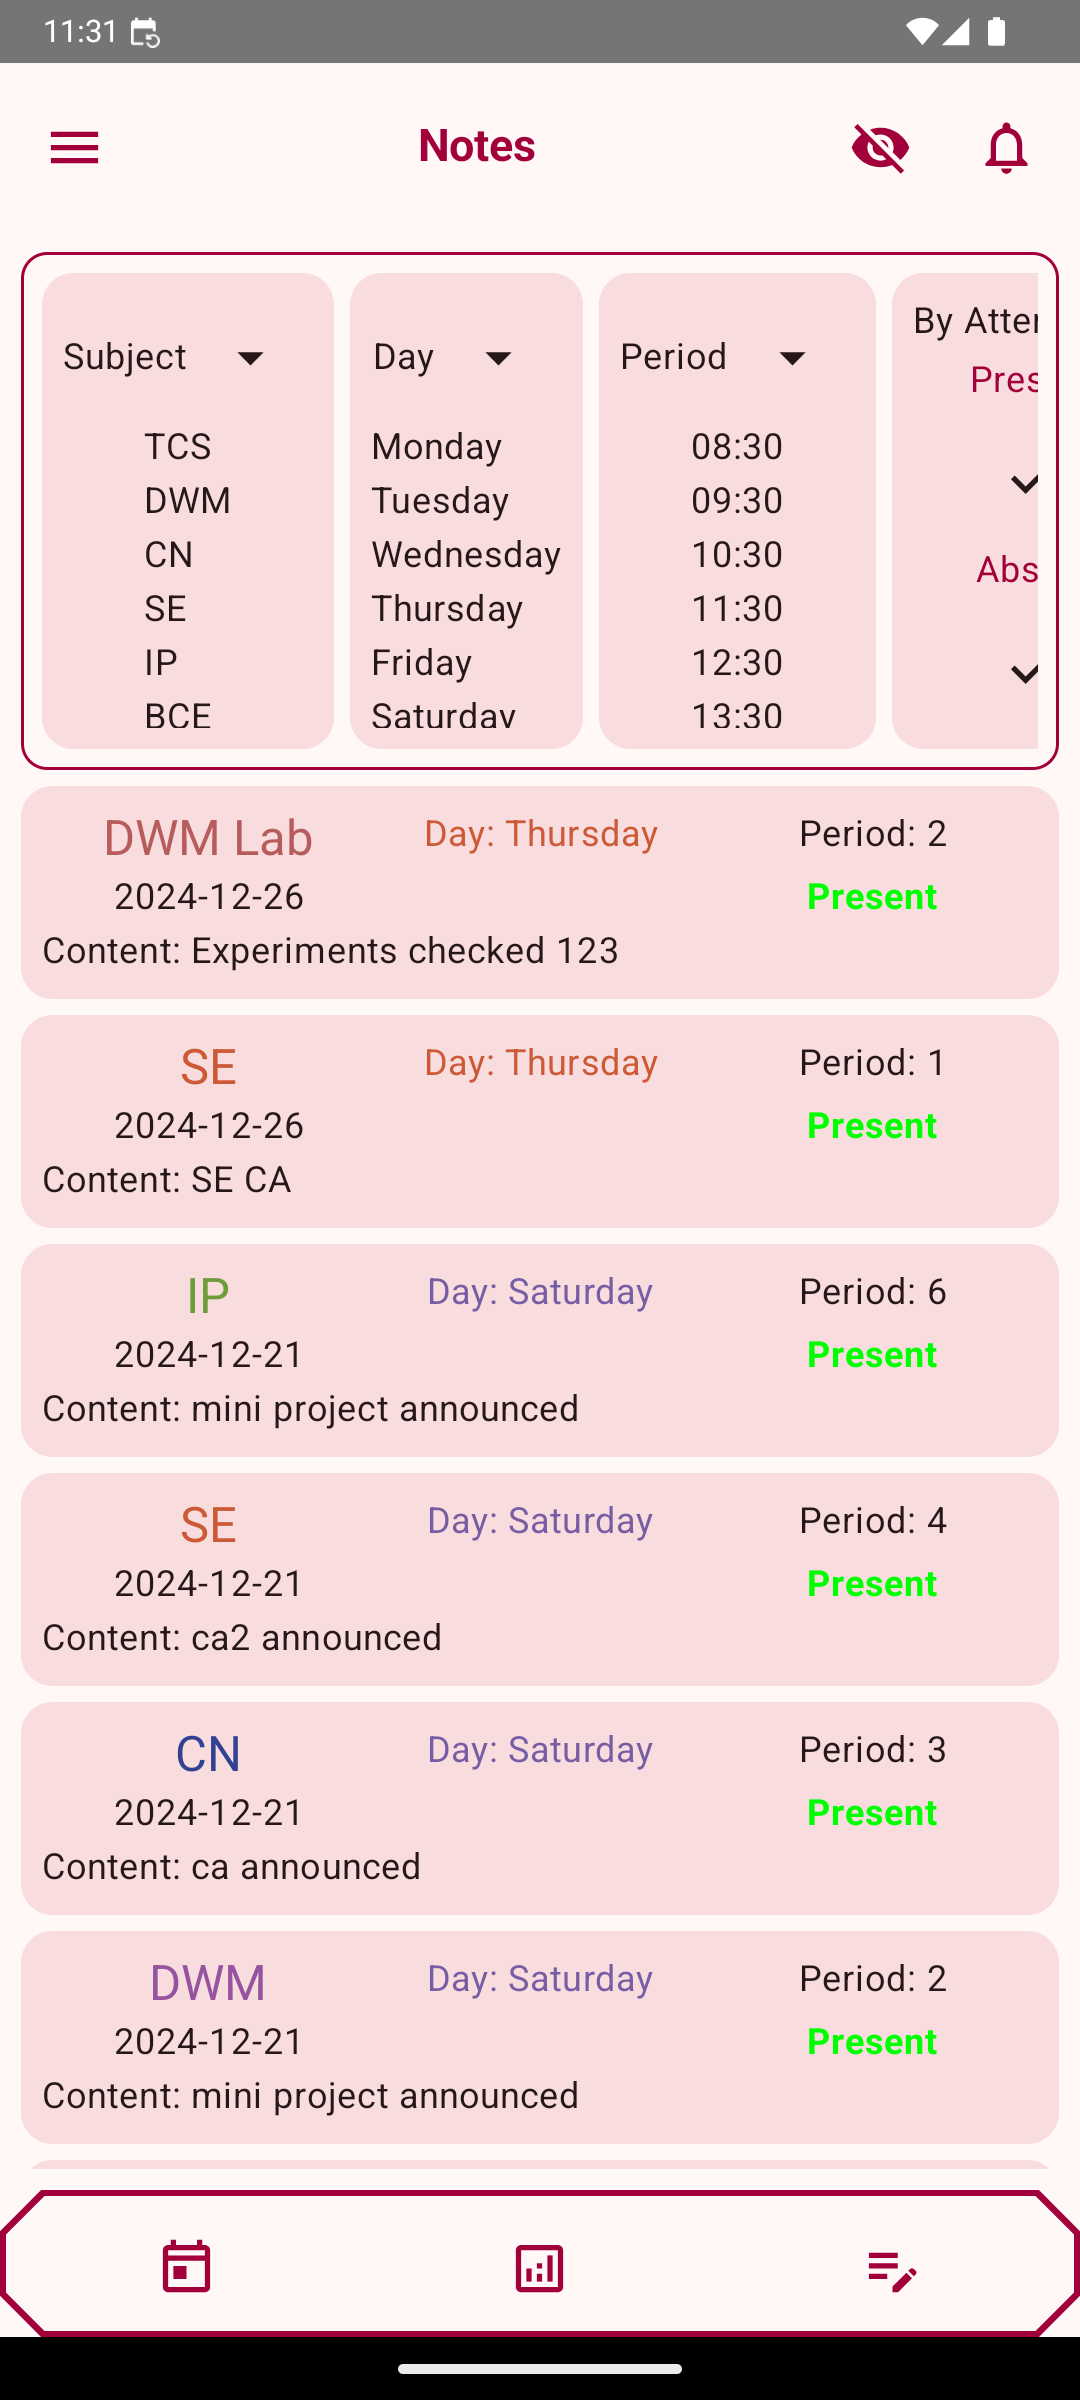 11:31
Notes
Subject
TCS
DWM
CN
SE
IP
BCE
Day
Monday
Tuesday
Wednesday
Thursday
Friday
Saturday
Period
08:30
09:30
10:30
11:30
12:30
13:30
By Atten
Pres
Abs
DWM Lab Day: Thursday Period: 2
2024-12-26 Present
Content: Experiments checked 123
SE Day: Thursday Period: 1
2024-12-26 Present
Content: SE CA
IP Day: Saturday Period: 6
2024-12-21 Present
Content: mini project announced
SE Day: Saturday Period: 4
2024-12-21 Present
Content: ca2 announced
CN Day: Saturday Period: 3
2024-12-21 Present
Content: ca announced
DWM Day: Saturday Period: 2
2024-12-21 Present
Content: mini project announced